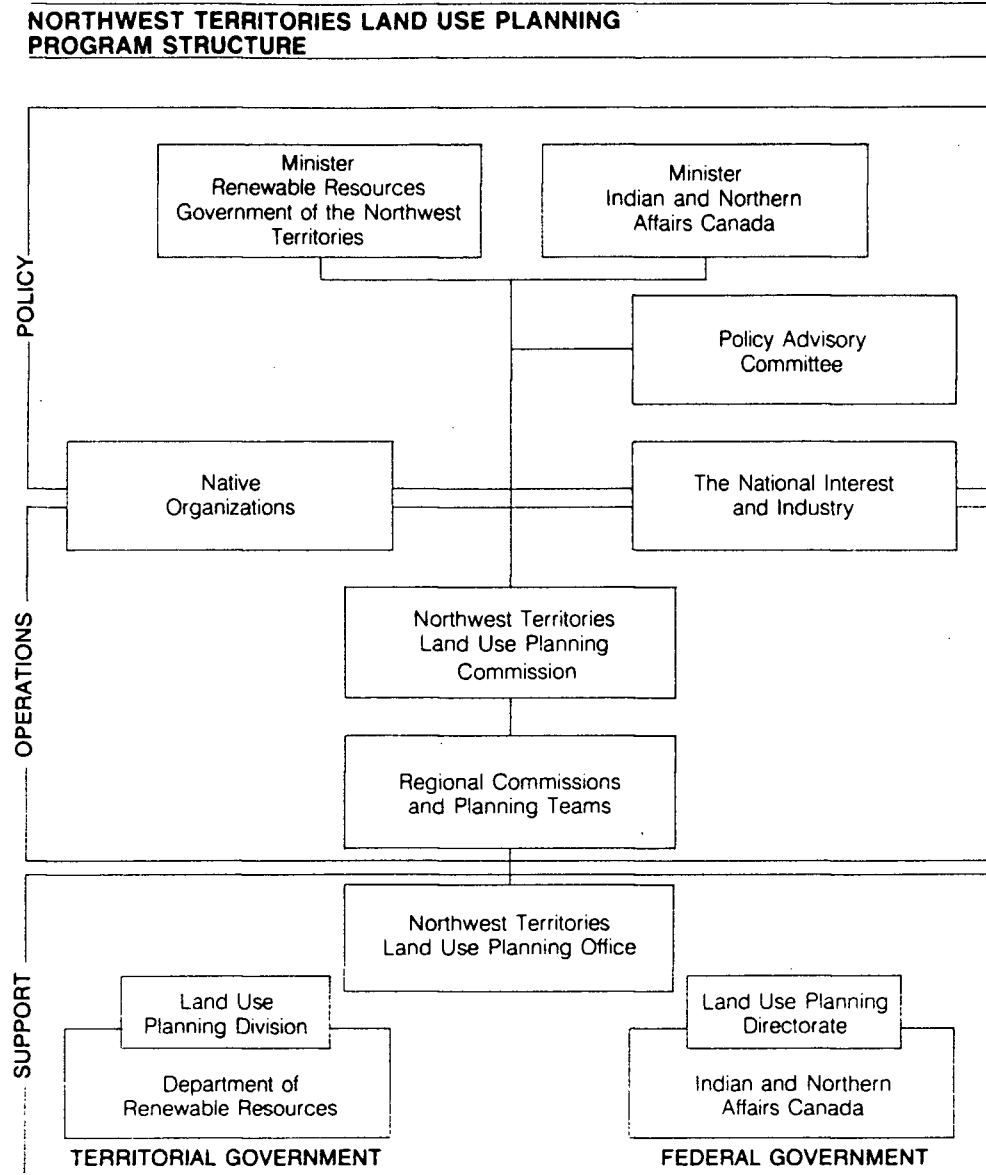 NORTHWEST TERRITORIES LAND USE PLANNING
PROGRAM STRUCTURE
POLICY
Minister
Renewable Resources
Government of the Northwest
Territories
Minister
Indian and Northern
Affairs Canada
Policy Advisory
Committee
Native
Organizations
The National Interest
and Industry
OPERATIONS
Northwest Territories
Land Use Planning
Commission
Regional Commissions
and Planning Teams
SUPPORT
Northwest Territories
Land Use Planning Office
Land Use
Planning Division
Department of
Renewable Resources
TERRITORIAL GOVERNMENT
Land Use Planning
Directorate
Indian and Northern
Affairs Canada
FEDERAL GOVERNMENT